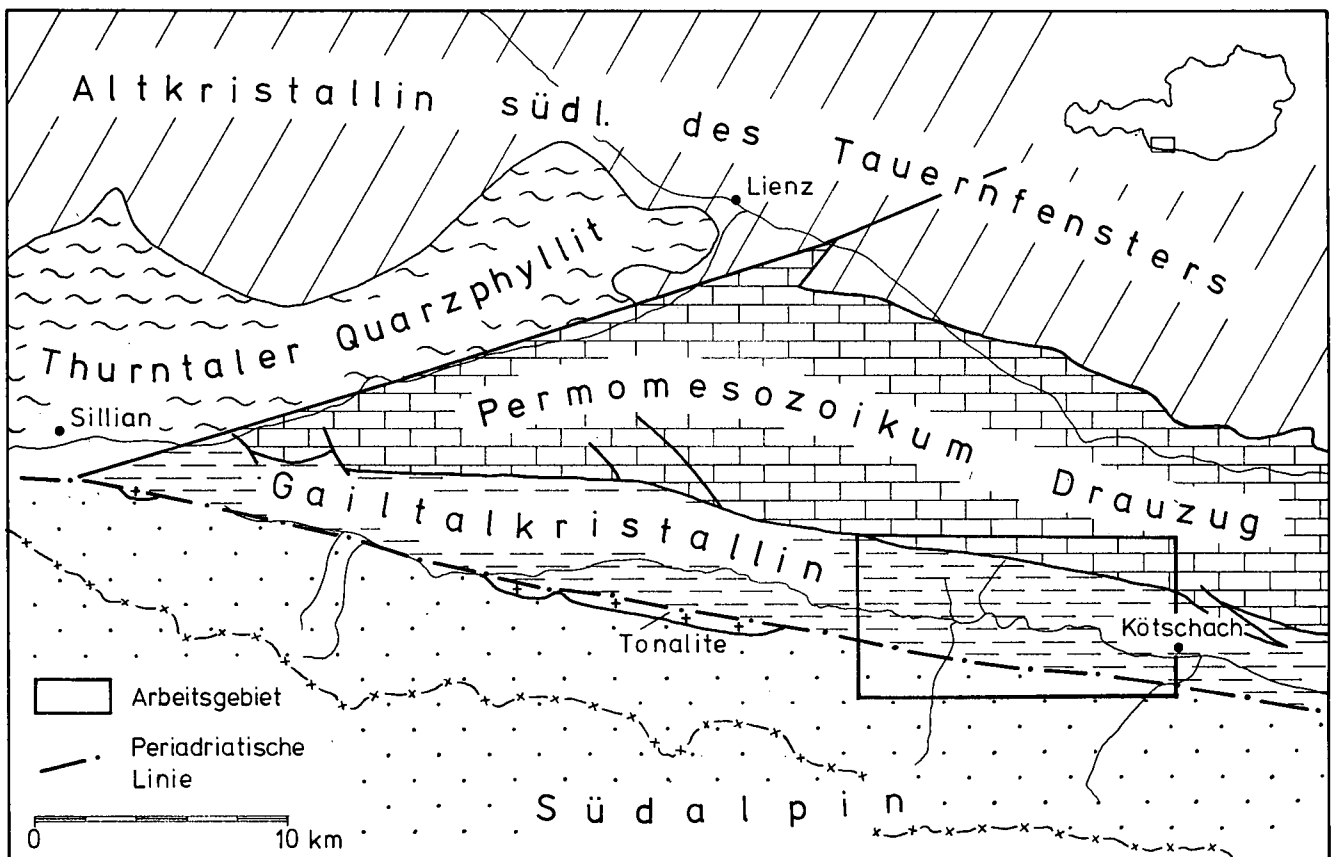 Altkristallin südl. des Tauernfensters
Lienz
Thurntaler Quarzphyllit
Sillian
Permomesozoikum Drauzug
Gailtalkristallin
Kötschach
Tonalite
Arbeitsgebiet
Periadriatische
Linie
Südalpin
0 10 km